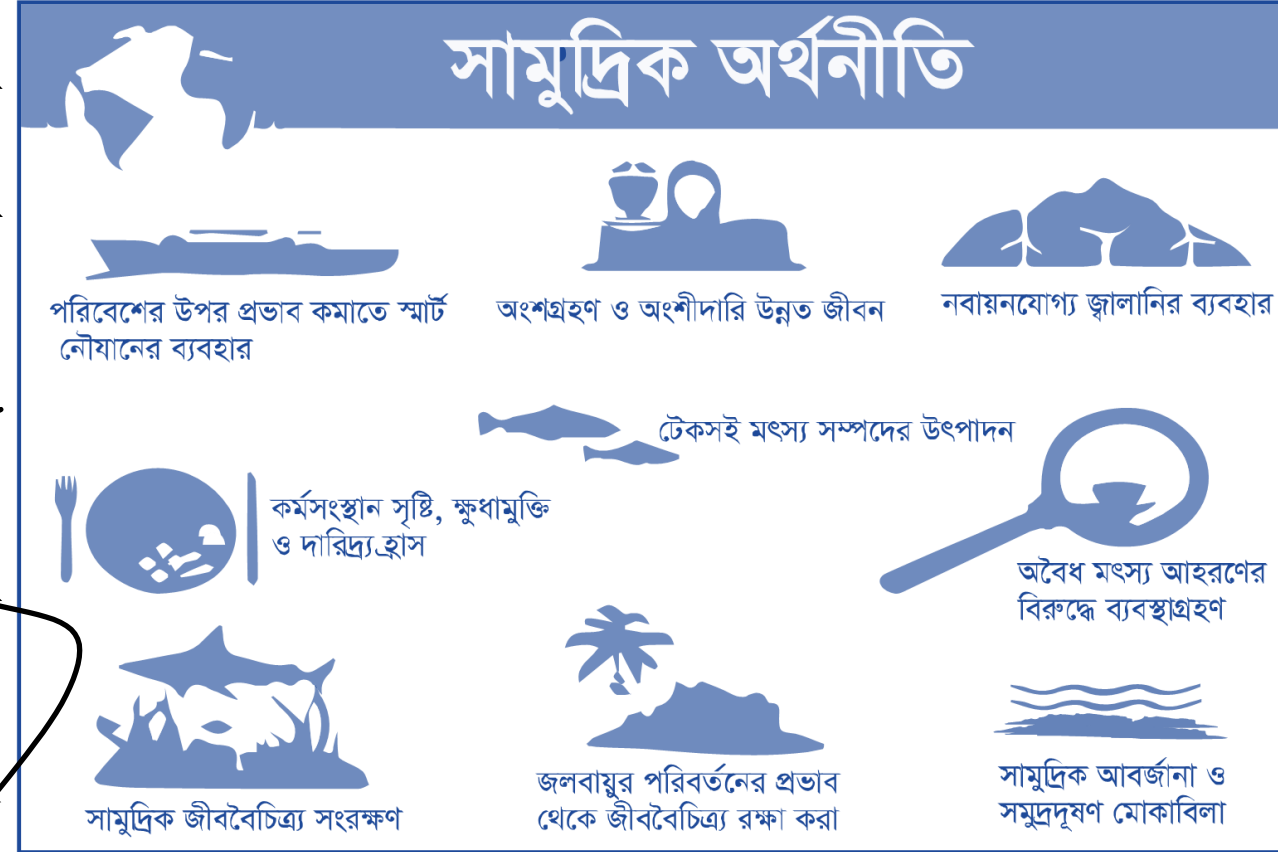 সামুদ্রিক অর্থনীতি
পরিবেশের উপর প্রভাব কমাতে স্মার্ট
নৌযানের ব্যবহার
অংশগ্রহণ ও অংশীদারি উন্নত জীবন
নবায়নযোগ্য জ্বালানির ব্যবহার
টেকসই মৎস্য সম্পদের উৎপাদন
কর্মসংস্থান সৃষ্টি, ক্ষুধামুক্তি
ও দারিদ্র্য হ্রাস
অবৈধ মৎস্য আহরণের
বিরুদ্ধে ব্যবস্থাগ্রহণ
সামুদ্রিক জীববৈচিত্র্য সংরক্ষণ
জলবায়ুর পরিবর্তনের প্রভাব
থেকে জীববৈচিত্র্য রক্ষা করা
সামুদ্রিক আবর্জানা ও
সমুদ্রদূষণ মোকাবিলা